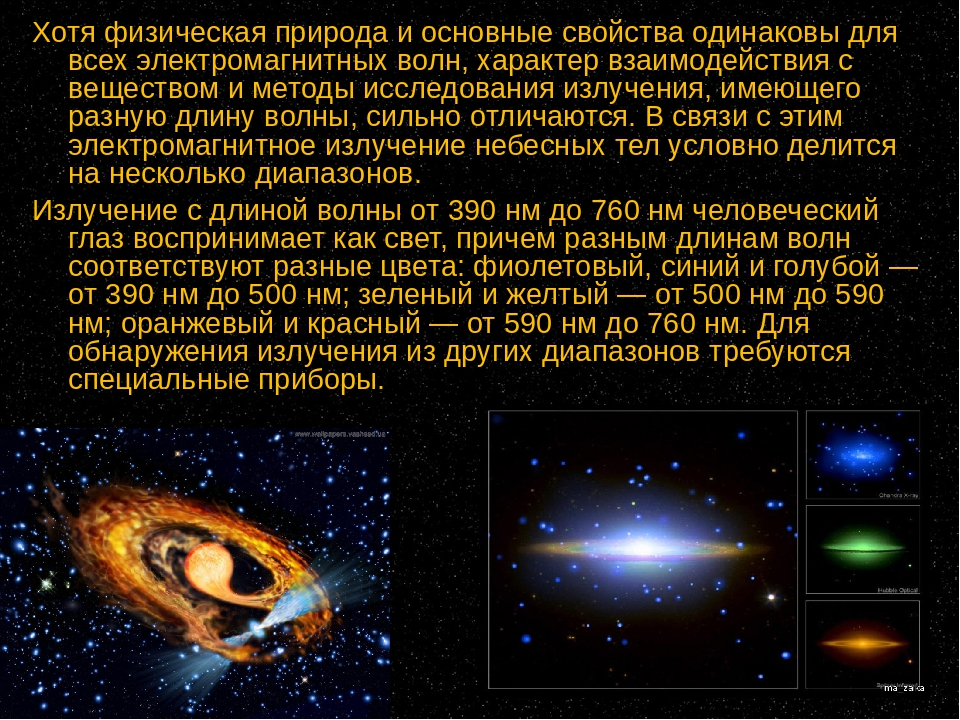 Хотя физическая природа и основные свойства одинаковы для
всех электромагнитных волн, характер взаимодействия с
веществом и методы исследования излучения, имеющего
разную длину волны, сильно отличаются. В связи с этим
электромагнитное излучение небесных тел условно делится
на несколько диапазонов.
Излучение с длиной волны от 390 нм до 760 нм человеческий
глаз воспринимает как свет, причем разным длинам волн
соответствуют разные цвета: фиолетовый, синий и голубой —
от 390 нм до 500 нм; зеленый и желтый — от 500 нм до 590
нм; оранжевый и красный — от 590 нм до 760 нм. Для
обнаружения излучения из других диапазонов требуются
специальные приборы.
Chandra X-ray
Hubble Optical